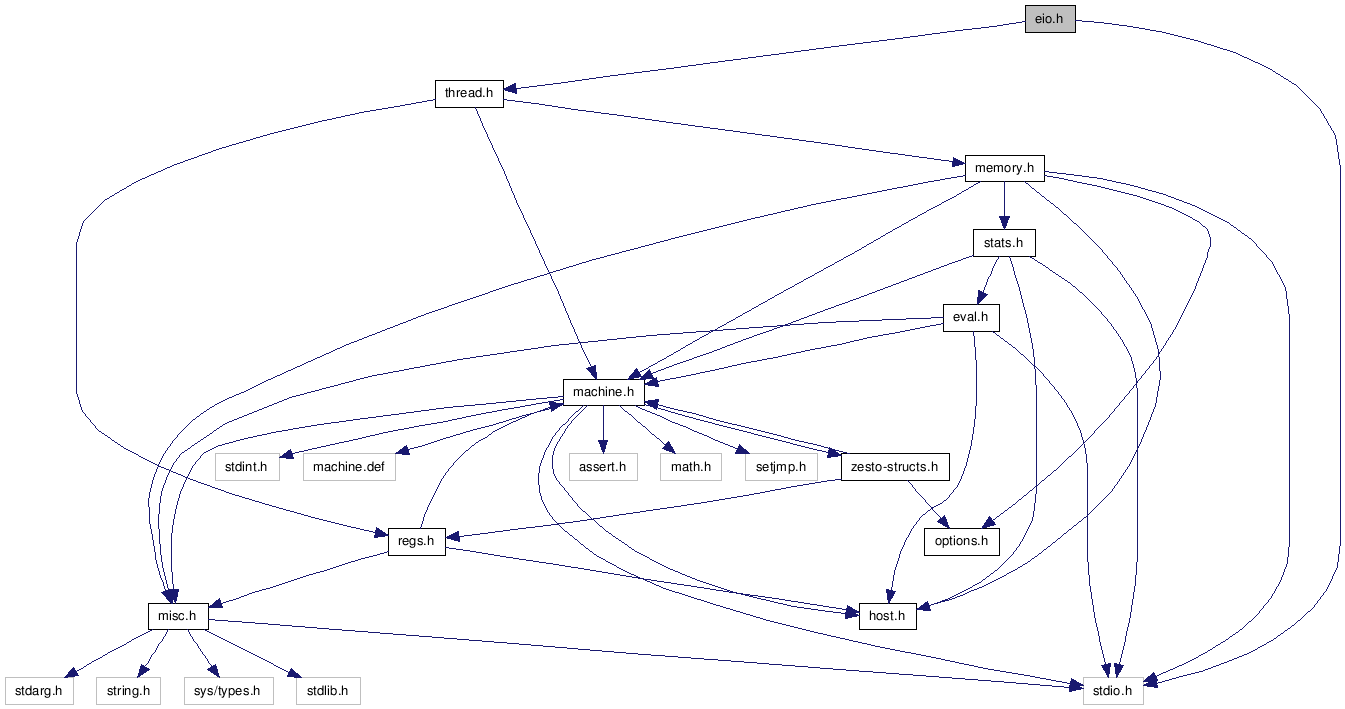 eio.h
thread.h
memory.h
stats.h
eval.h
machine.h
stdint.h
machine.def
assert.h
math.h
setjmp.h
zesto-structs.h
regs.h
options.h
misc.h
host.h
stdarg.h
string.h
sys/types.h
stdlib.h
stdio.h